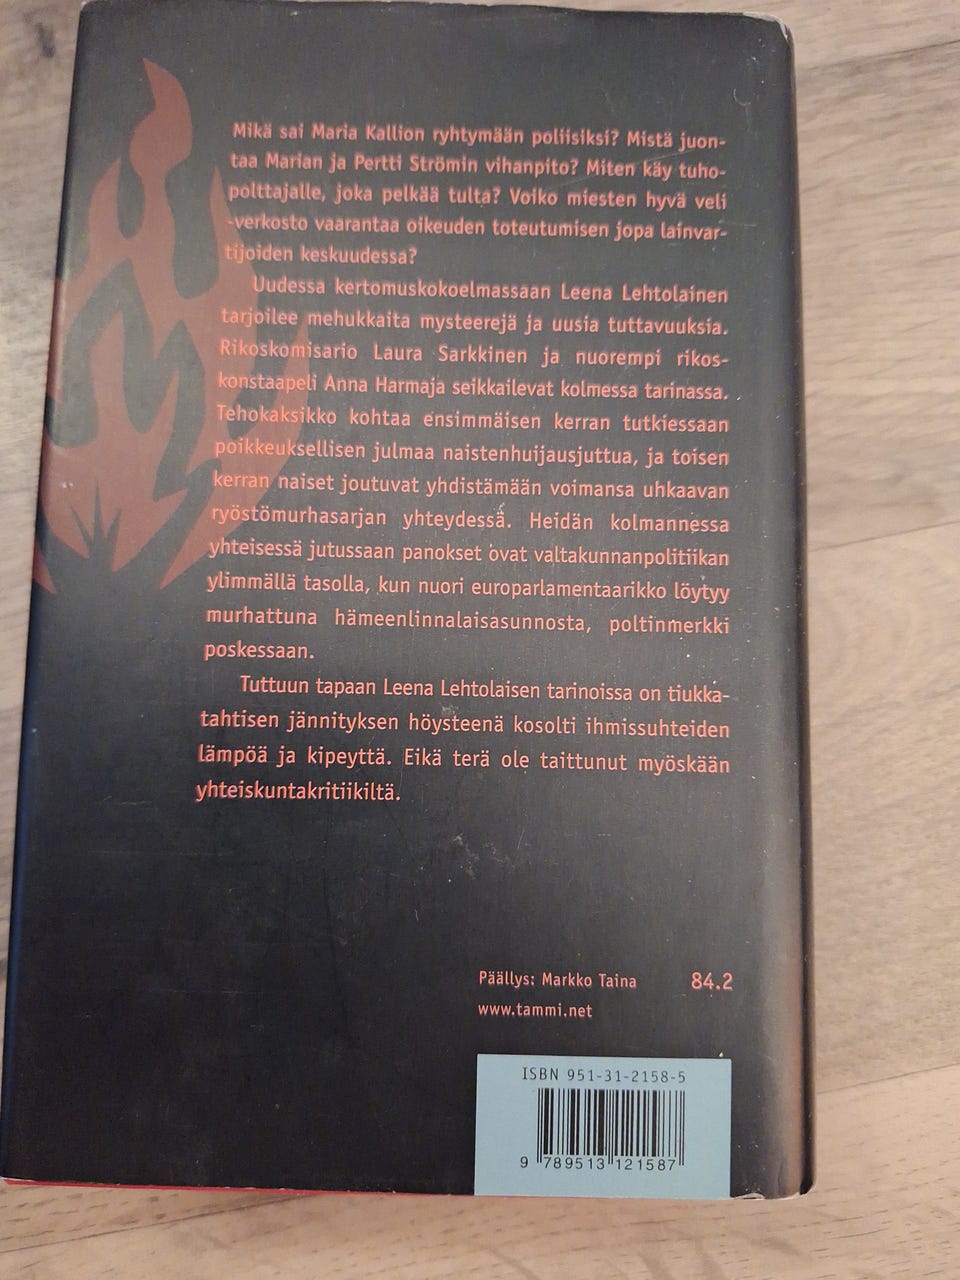 Mikä sai Maria Kallion ryhtymään poliisiksi? Mistä juon-
taa Marian ja Pertti Strömin vihanpito? Miten käy tuho-
polttajalle, joka pelkää tulta? Voiko miesten hyvä veli
-verkosto vaarantaa oikeuden toteutumisen jopa lainvar-
tijoiden keskuudessa?
Uudessa kertomuskokoelmassaan Leena Lehtolainen
tarjoilee mehukkaita mysteerejä ja uusia tuttavuuksia.
Rikoskomisario Laura Sarkkinen ja nuorempi rikos-
konstaapeli Anna Harmaja seikkailevat kolmessa tarinassa.
Tehokaksikko kohtaa ensimmäisen kerran tutkiessaan
poikkeuksellisen julmaa naistenhuijausjuttua, ja toisen
kerran naiset joutuvat yhdistämään voimansa uhkaavan
ryöstömurhasarjan yhteydessä. Heidän kolmannessa
yhteisessä jutussaan panokset ovat valtakunnanpolitiikan
ylimmällä tasolla, kun nuori europarlamentaarikko löytyy
murhattuna hämeenlinnalaisasunnosta, poltinmerkki
poskessaan.
Tuttuun tapaan Leena Lehtolaisen tarinoissa on tiukka-
tahtisen jännityksen höysteenä kosolti ihmissuhteiden
lämpöä ja kipeyttä. Eikä terä ole taittunut myöskään
yhteiskuntakritiikiltä.
Päällys: Markko Taina 84.2
www.tammi.net
ISBN 951-31-2158-5
9 789513 121587